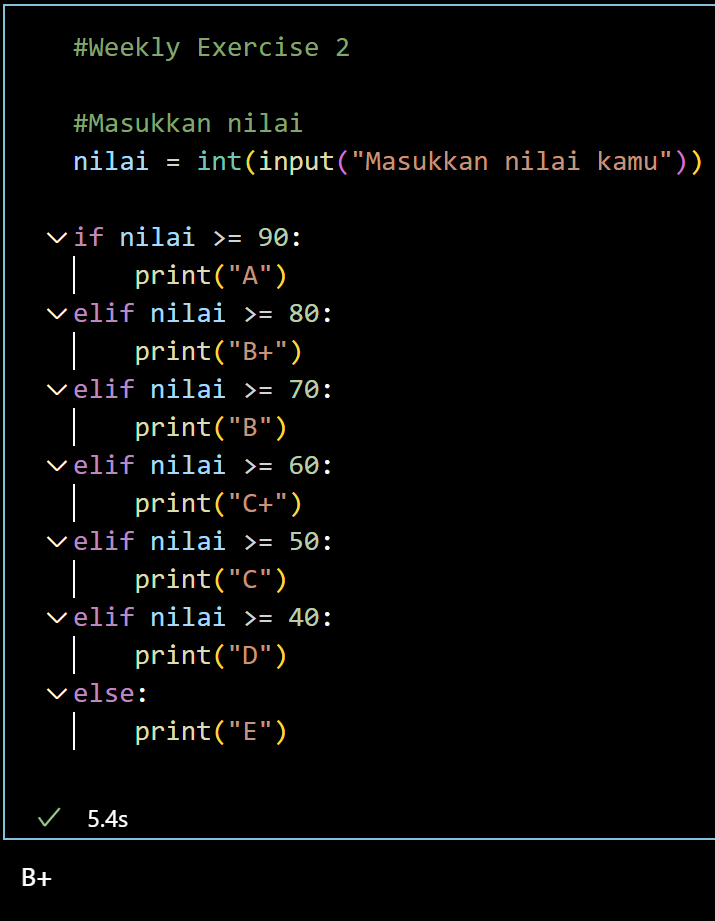 #Weekly Exercise 2
#Masukkan nilai
nilai = int(input("Masukkan nilai kamu"))
if nilai >= 90:
    print("A")
elif nilai >= 80:
    print("B+")
elif nilai >= 70:
    print("B")
elif nilai >= 60:
    print("C+")
elif nilai >= 50:
    print("C")
elif nilai >= 40:
    print("D")
else:
    print("E")
5.4s
B+